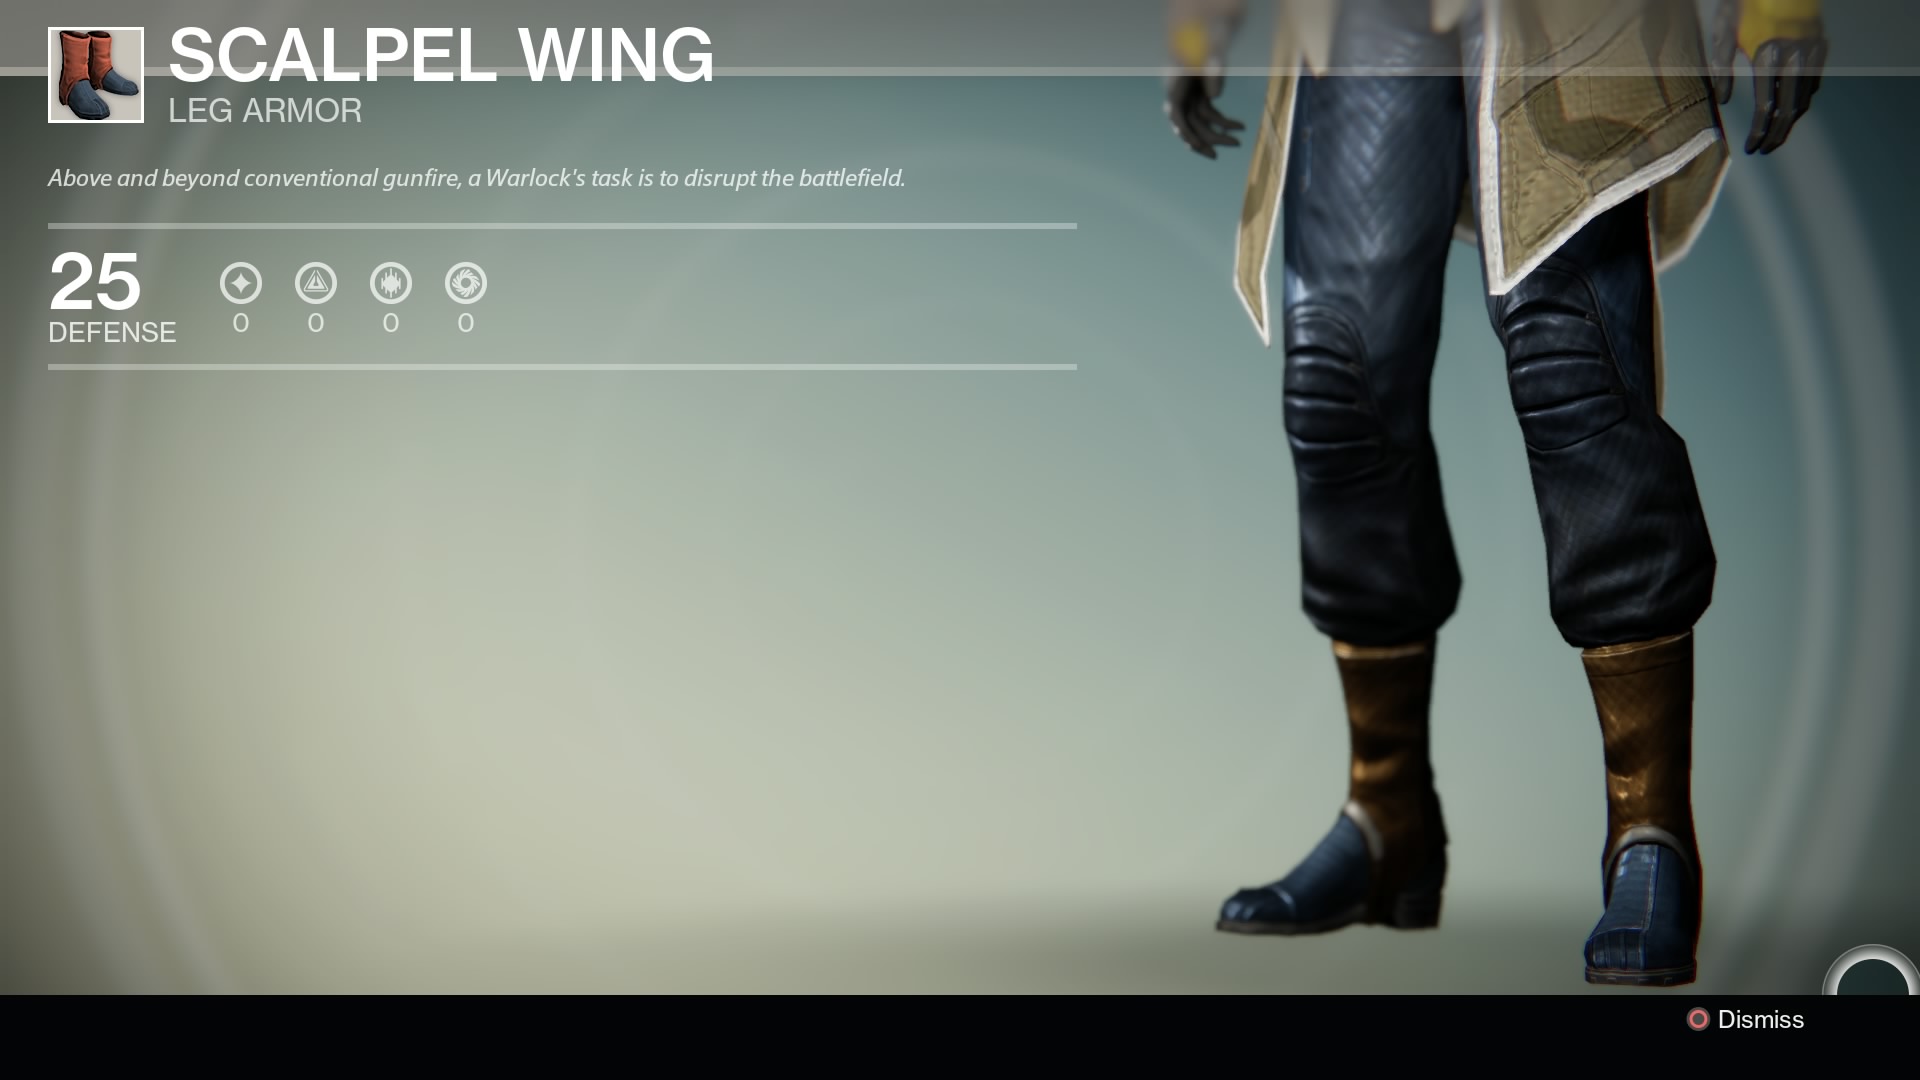 SCALPEL WING
LEG ARMOR
Above and beyond conventional gunfire, a Warlock's task is to disrupt the battlefield.
25
DEFENSE
0 0 0 0
Dismiss